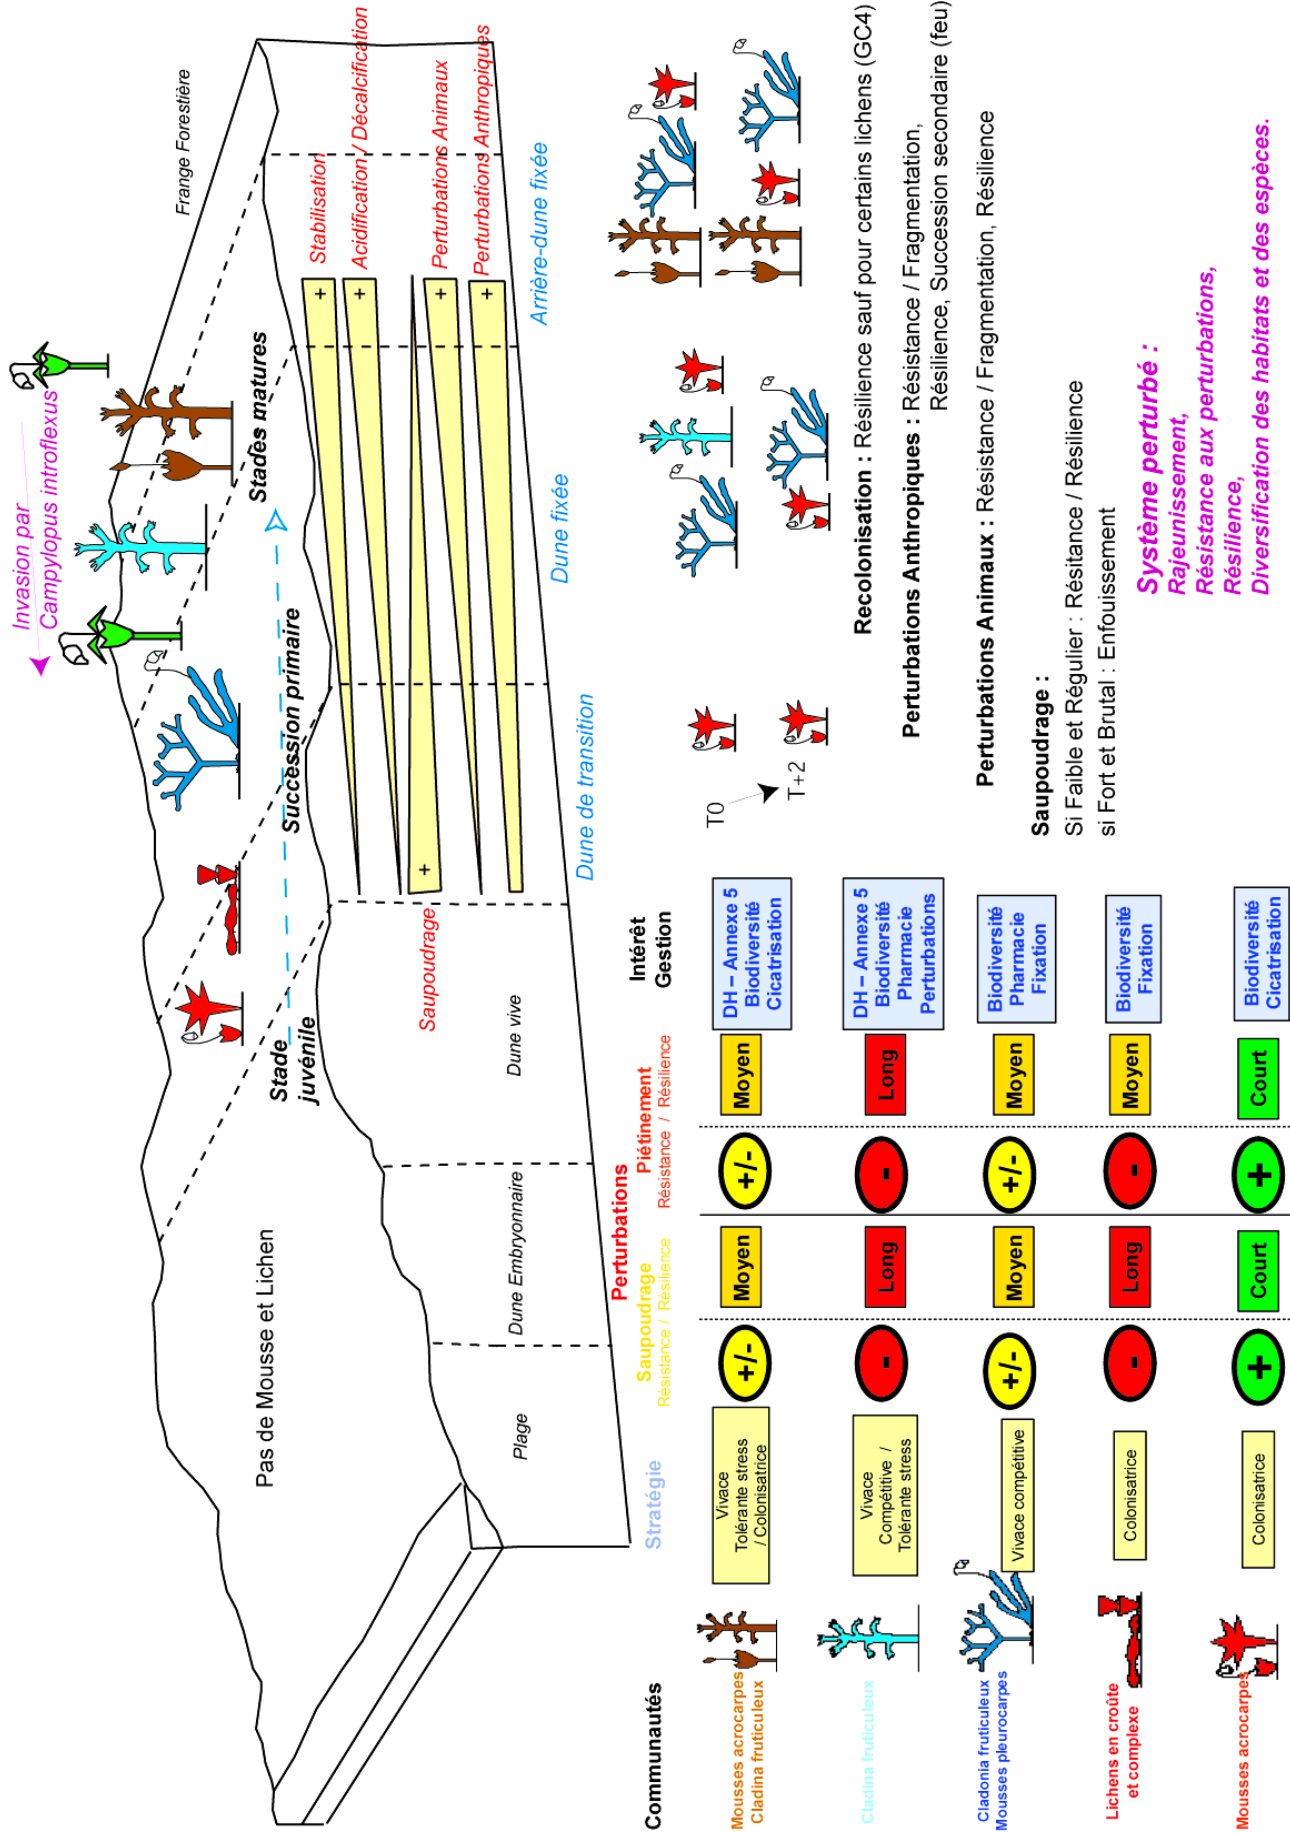 Invasion par
Campylopus introflexus
Frange Forestière
Pas de Mousse et Lichen
Stade
juvénile
Succession primaire
Stades matures
Stabilisation
+
Acidification / Décalcification
+
Saupoudrage
+
Perturbations Animaux
+
Perturbations Anthropiques
+
Plage
Dune Embryonnaire
Dune vive
Dune de transition
Dune fixée
Arrière-dune fixée
Communautés
Stratégie
Perturbations
Saupoudrage
Résistance / Résilience
Piétinement
Résistance / Résilience
Intérêt
Gestion
Mousses acrocarpes
Cladina fruticuleux
Vivace
Tolérante stress
/ Colonisatrice
+/-
Moyen
+/-
Moyen
DH – Annexe 5
Biodiversité
Cicatrisation
Cladina fruticuleux
Vivace
Compétitive /
Tolérante stress
-
Long
-
Long
DH – Annexe 5
Biodiversité
Pharmacie
Perturbations
Cladonia fruticuleux
Mousses pleurocarpes
Vivace compétitive
+/-
Moyen
+/-
Moyen
Biodiversité
Pharmacie
Fixation
Lichens en croûte
et complexe
Colonisatrice
-
Long
-
Moyen
Biodiversité
Fixation
Mousses acrocarpes
Colonisatrice
+
Court
+
Court
Biodiversité
Cicatrisation
T0
T+2
Recolonisation : Résilience sauf pour certains lichens (GC4)
Perturbations Anthropiques : Résistance / Fragmentation,
Résilience, Succession secondaire (feu)
Perturbations Animaux : Résistance / Fragmentation, Résilience
Saupoudrage :
Si Faible et Régulier : Résitance / Résilience
si Fort et Brutal : Enfouissement
Système perturbé :
Rajeunissement,
Résistance aux perturbations,
Résilience,
Diversification des habitats et des espèces.